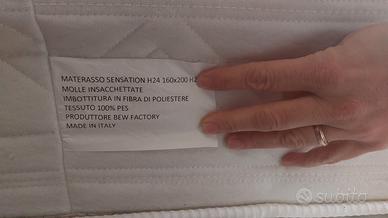 MATERASSO SENSATION H24 160x200 HZ
MOLLE INSACCHETTATE
IMBOTTITURA IN FIBRA DI POLIESTERE
TESSUTO 100% PES
PRODUTTORE BEW FACTORY
MADE IN ITALY
subito